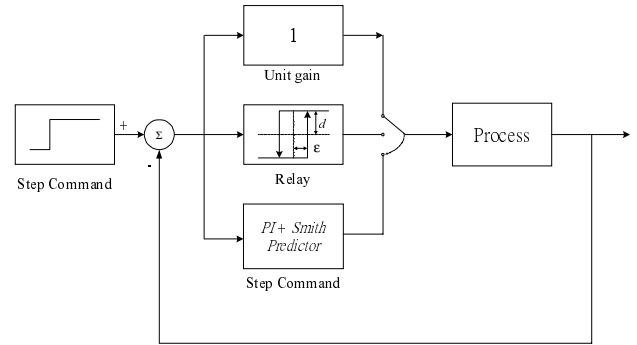 1
Unit gain
+
Σ
-
Step Command
d
ε
Relay
Process
PI + Smith
Predictor
Step Command